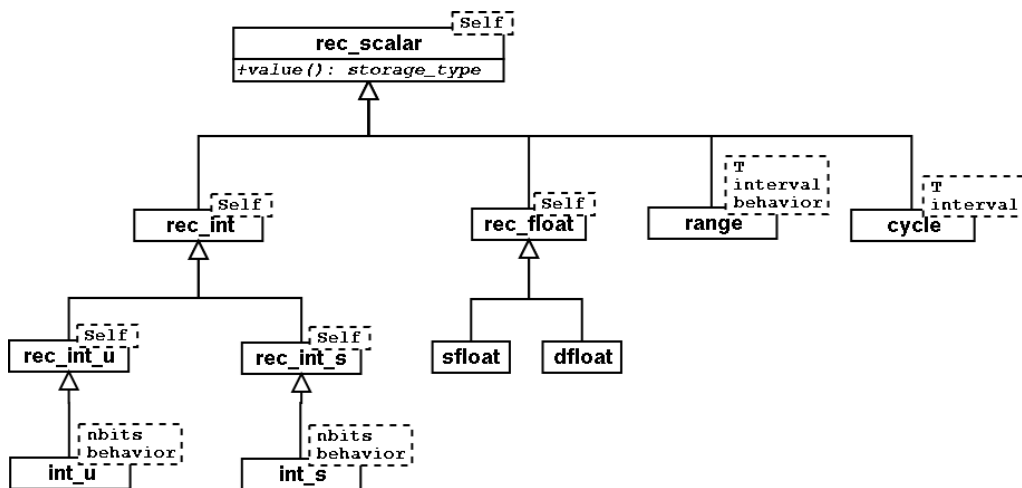 Self
rec_scalar
+value(): storage_type
Self
rec_int
Self
rec_float
T
interval
behavior
range
T
interval
cycle
Self
rec_int_u
Self
rec_int_s
sfloat
dfloat
nbits
behavior
int_u
nbits
behavior
int_s